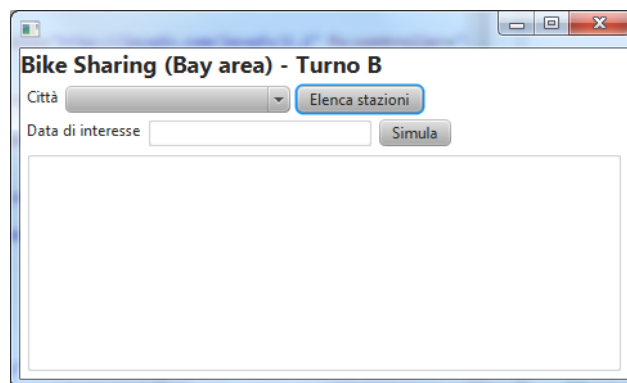 Bike Sharing (Bay area) - Turno B
Città Elenca stazioni
Data di interesse Simula